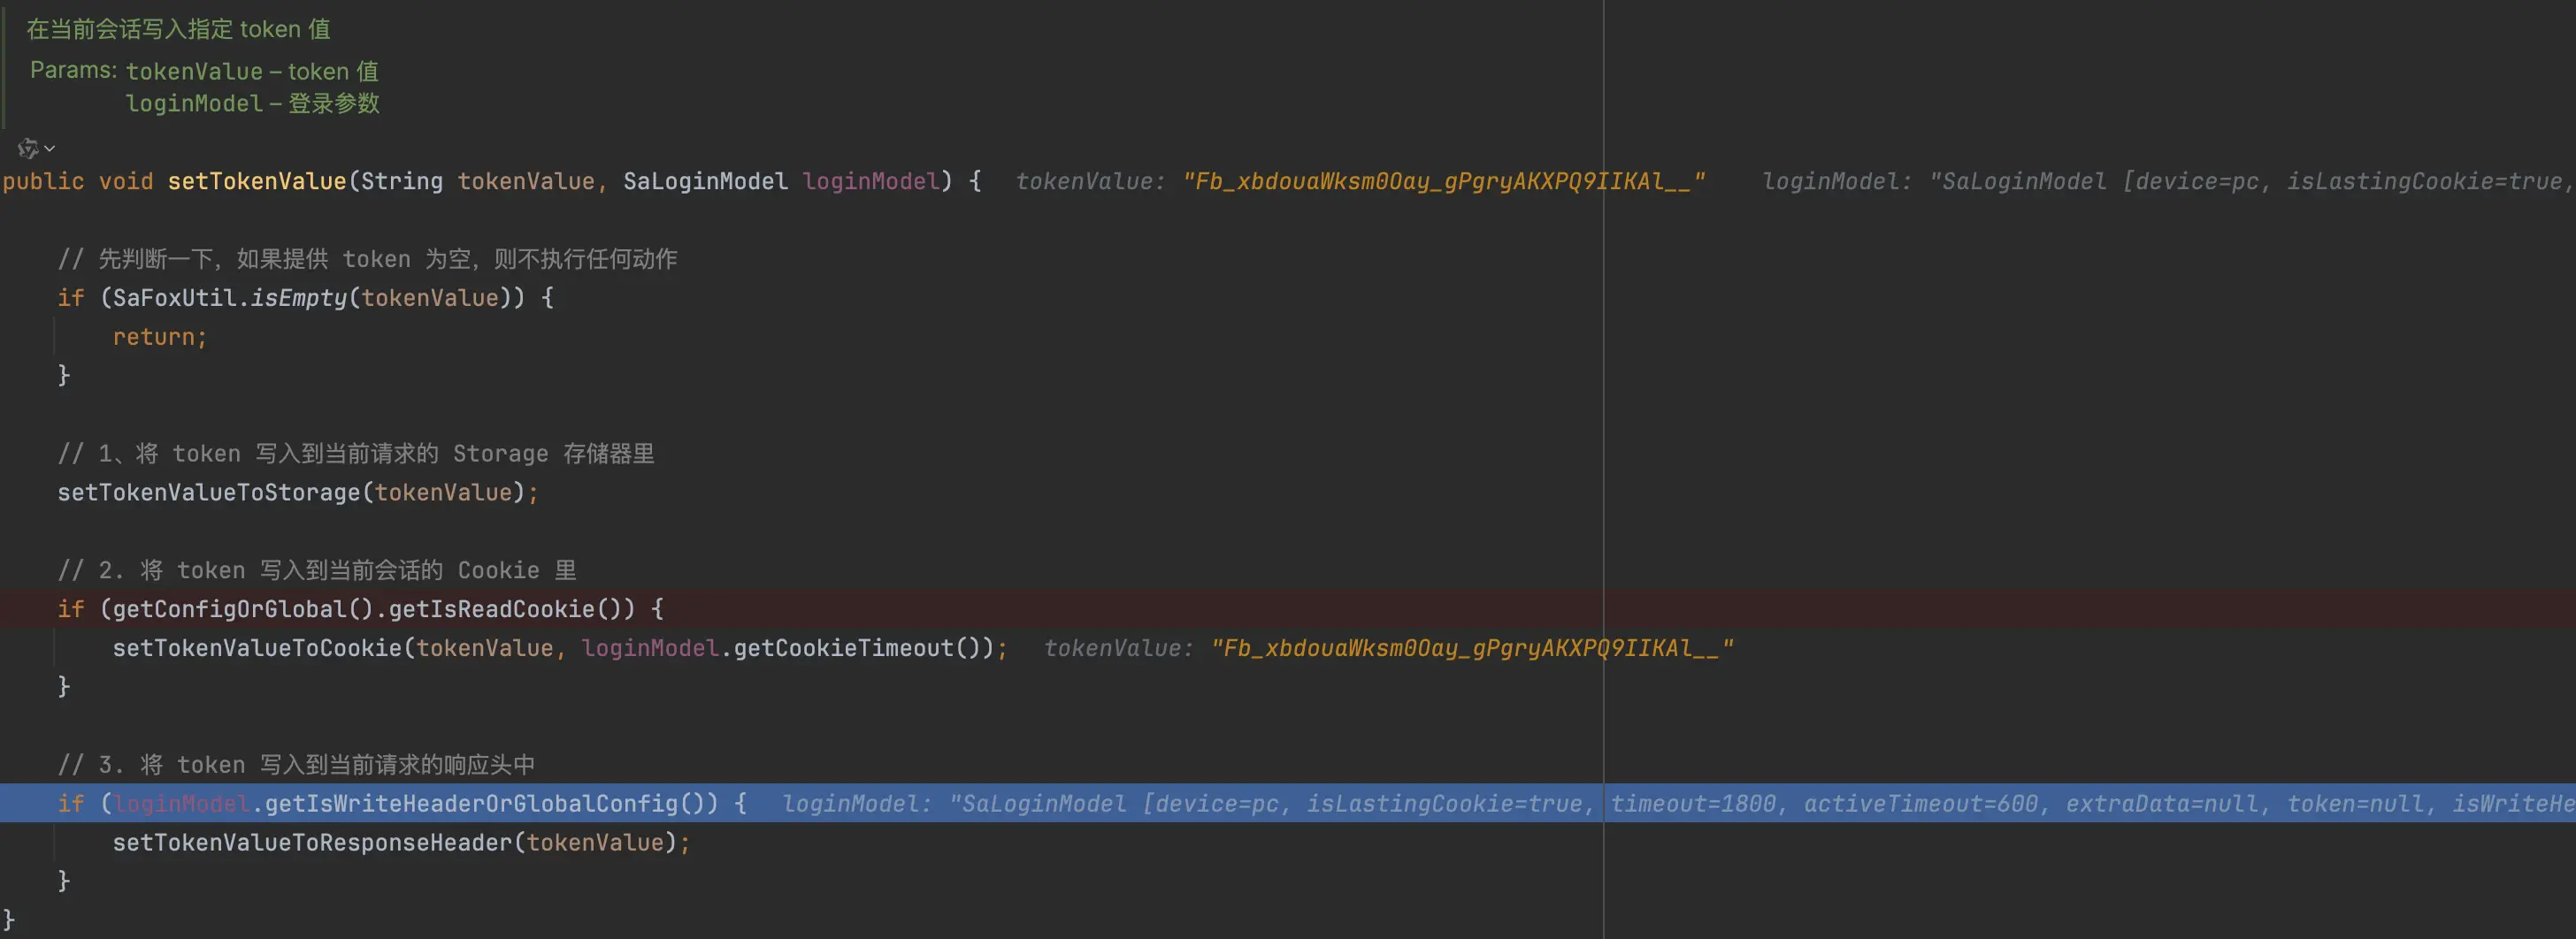 在当前会话写入指定 token 值
Params: tokenValue – token 值
loginModel – 登录参数
public void setTokenValue(String tokenValue, SaLoginModel loginModel) { tokenValue: "Fb_xbdouaWksm0Oay_gPgryAKXPQ9IIKAl__" loginModel: "SaLoginModel [device=pc, isLastingCookie=true,
// 先判断一下，如果提供 token 为空，则不执行任何动作
if (SaFoxUtil.isEmpty(tokenValue)) {
return;
}
// 1、将 token 写入到当前请求的 Storage 存储器里
setTokenValueToStorage(tokenValue);
// 2. 将 token 写入到当前会话的 Cookie 里
if (getConfigOrGlobal().getIsReadCookie()) {
setTokenValueToCookie(tokenValue, loginModel.getCookieTimeout()); tokenValue: "Fb_xbdouaWksm0Oay_gPgryAKXPQ9IIKAl__"
}
// 3. 将 token 写入到当前请求的响应头中
if (loginModel.getIsWriteHeaderOrGlobalConfig()) { loginModel: "SaLoginModel [device=pc, isLastingCookie=true, timeout=1800, activeTimeout=600, extraData=null, token=null, isWriteHe
setTokenValueToResponseHeader(tokenValue);
}
}